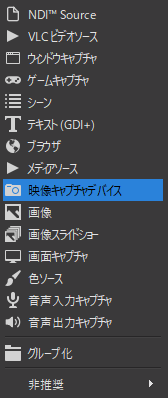 NDI™ Source
VLC ビデオソース
ウィンドウキャプチャ
ゲームキャプチャ
シーン
テキスト (GDI+)
ブラウザ
メディアソース
映像キャプチャデバイス
画像
画像スライドショー
画面キャプチャ
色ソース
音声入力キャプチャ
音声出力キャプチャ
グループ化
非推奨